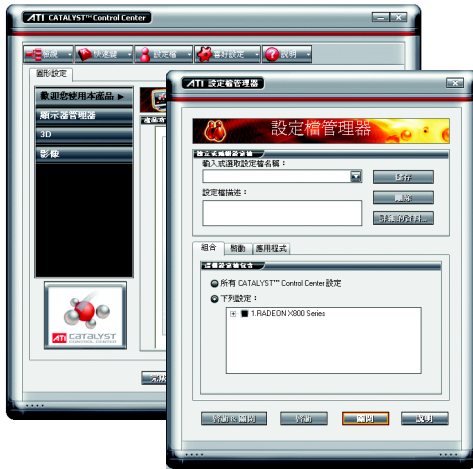 ATI CATALYST™ Control Center
檢視 快速鍵 設定檔 喜好設定 說明
圖形設定
歡迎您使用本產品
顯示器管理器
3D
影像
ATI CATALYST
CONTROL CENTER
ATI 設定檔管理器
設定檔管理器
輸入或選取設定檔名稱：
儲存
設定檔描述：
刪除
組合 啟動 應用程式
所有 CATALYST™ Control Center 設定
下列設定：
1.RADEON X800 Series
關閉 說明